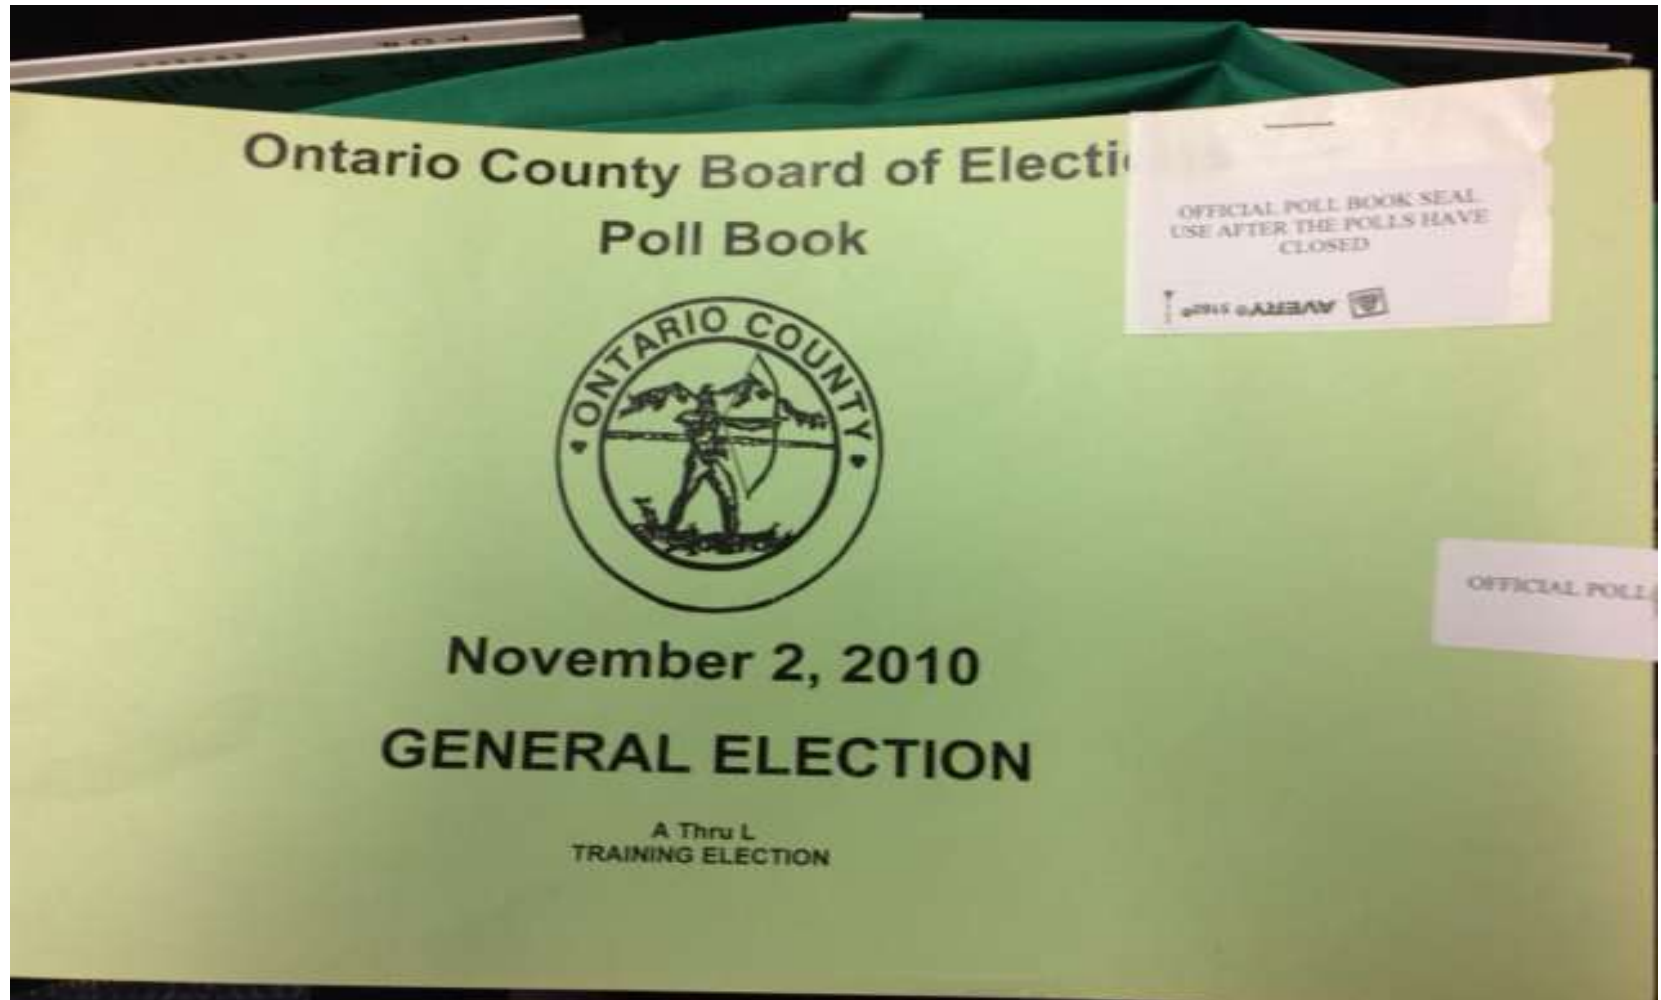 Ontario County Board of Electi
Poll Book
OFFICIAL POLL BOOK SEAL
USE AFTER THE POLLS HAVE
CLOSED
AVERY® 5162®
ONTARIO COUNTY
OFFICIAL POLL
November 2, 2010
GENERAL ELECTION
A Thru L
TRAINING ELECTION